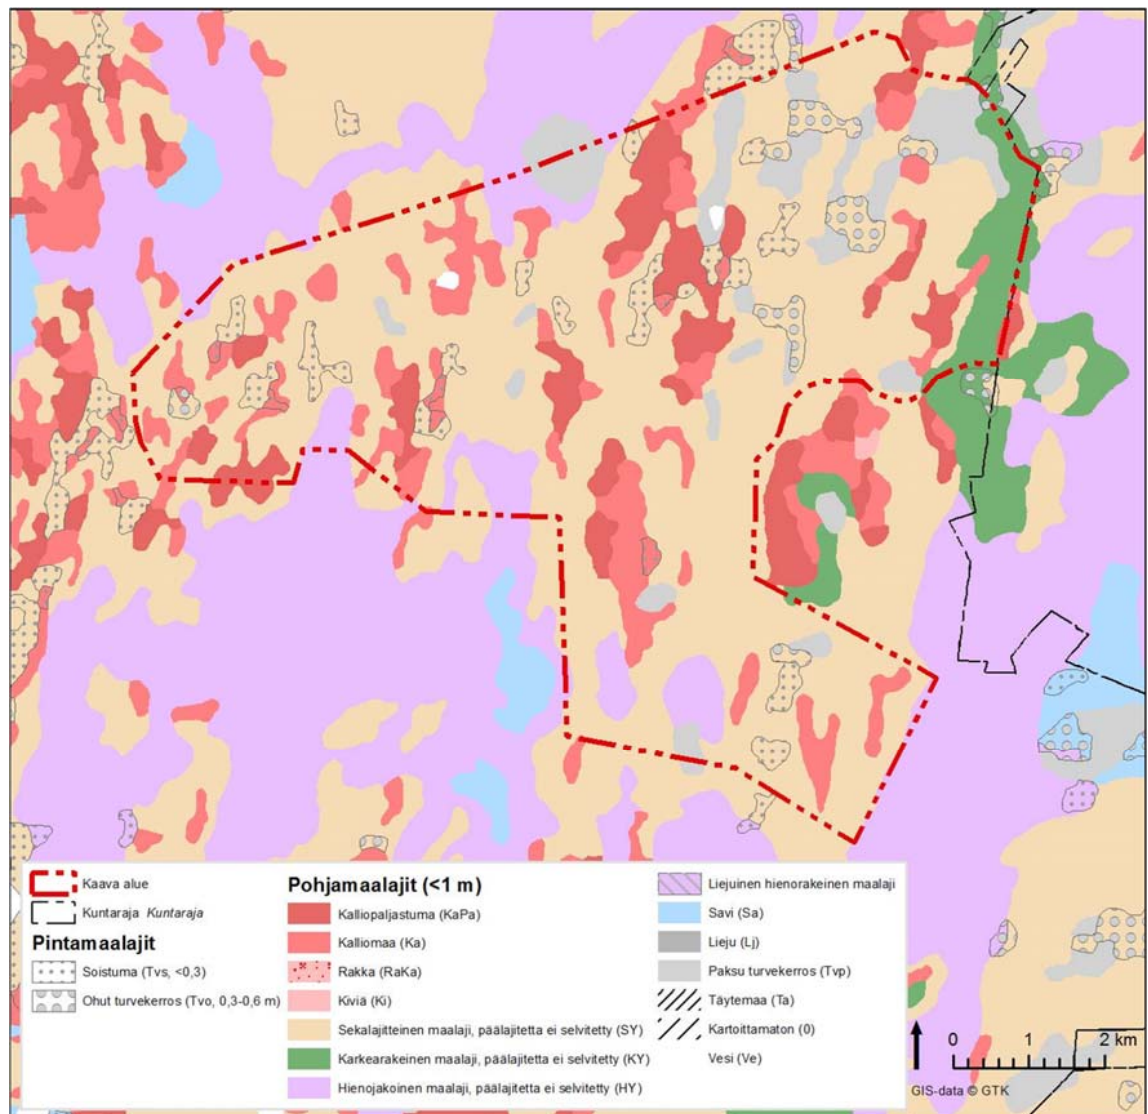 Kaava alue
Kuntaraja Kuntaraja
Pintamaalajit
Soistuma (Tvs, <0,3)
Ohut turvekerros (Tvo, 0,3-0,6 m)
Pohjamaalajit (<1 m)
Kalliopaljastuma (KaPa)
Kalliomaa (Ka)
Rakka (RaKa)
Kiviä (Ki)
Sekalajitteinen maalaji, päälajitetta ei selvitetty (SY)
Karkearakeinen maalaji, päälajitetta ei selvitetty (KY)
Hienojakoinen maalaji, päälajitetta ei selvitetty (HY)
Liejuinen hienorakeinen maalaji
Savi (Sa)
Lieju (Lj)
Paksu turvekerros (Tvp)
Täytemaa (Ta)
Kartoittamaton (0)
Vesi (Ve)
0 1 2 km
GIS-data © GTK